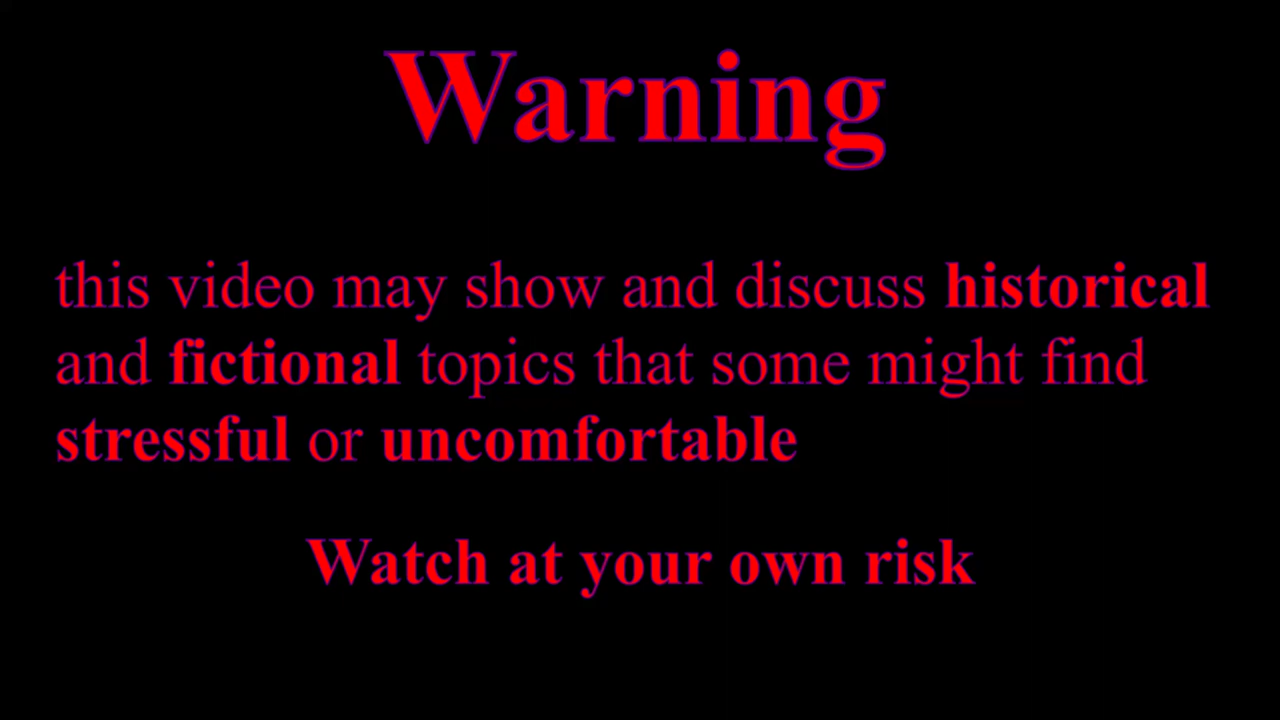 Warning
this video may show and discuss historical
and fictional topics that some might find
stressful or uncomfortable
Watch at your own risk